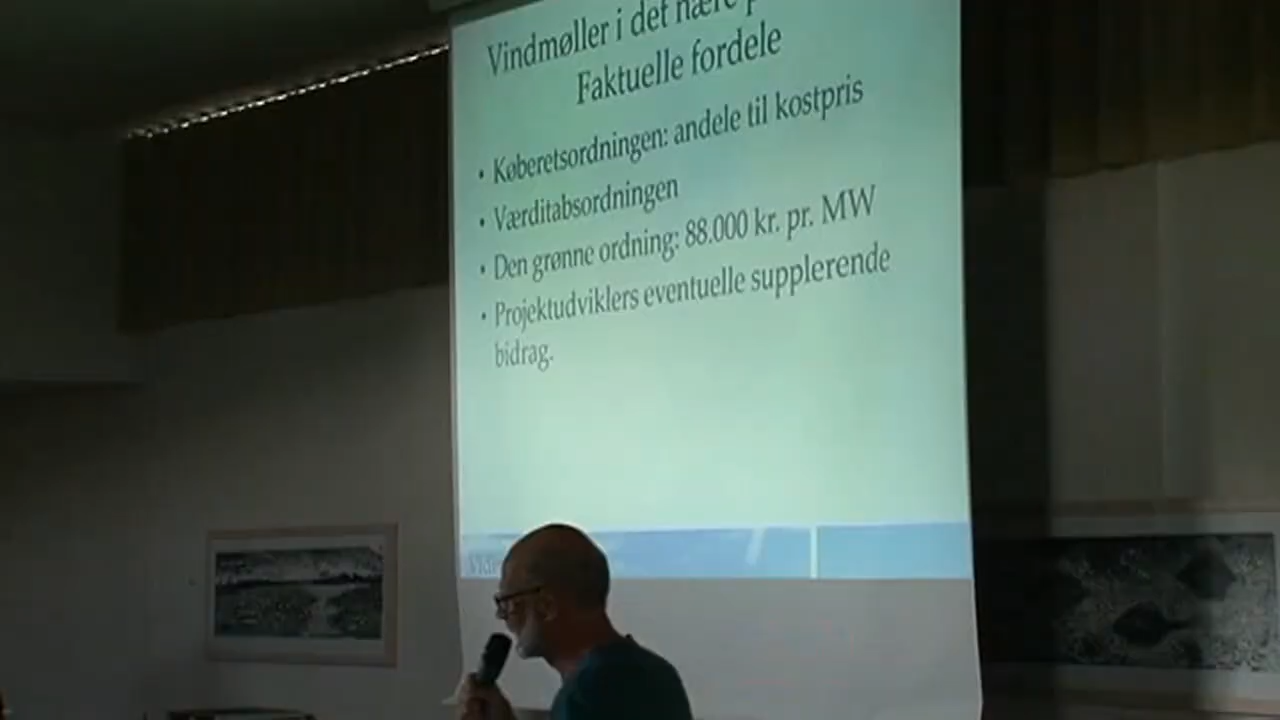 Vindmøller i det nære
Faktuelle fordele
• Køberetsordningen: andele til kostpris
• Værditabsordningen
• Den grønne ordning: 88.000 kr. pr. MW
• Projektudviklers eventuelle supplerende
bidrag.